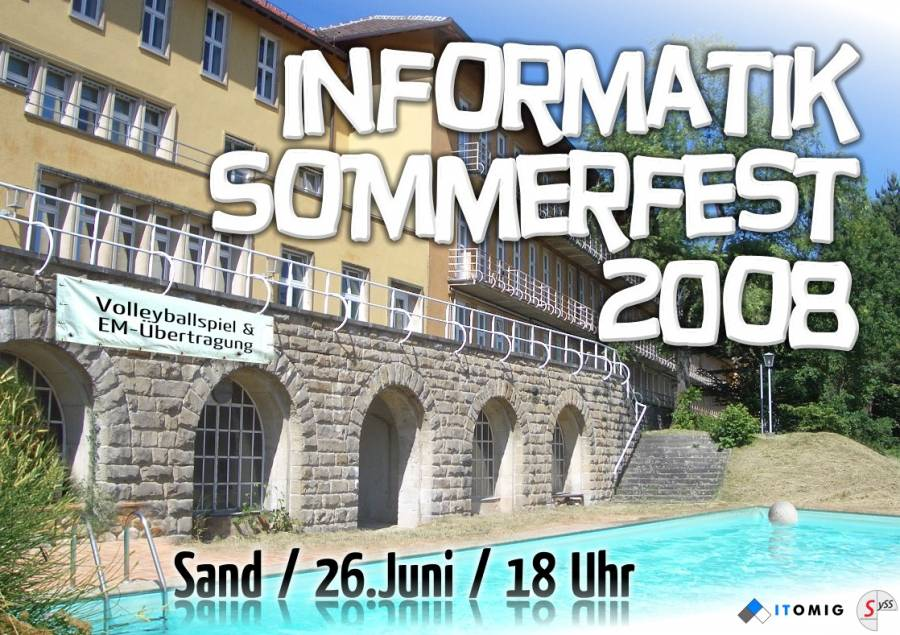 INFORMATIK
SOMMERFEST
2008
Volleyballspiel &
EM-Übertragung
Sand / 26.Juni / 18 Uhr
ITOMIG
SySS